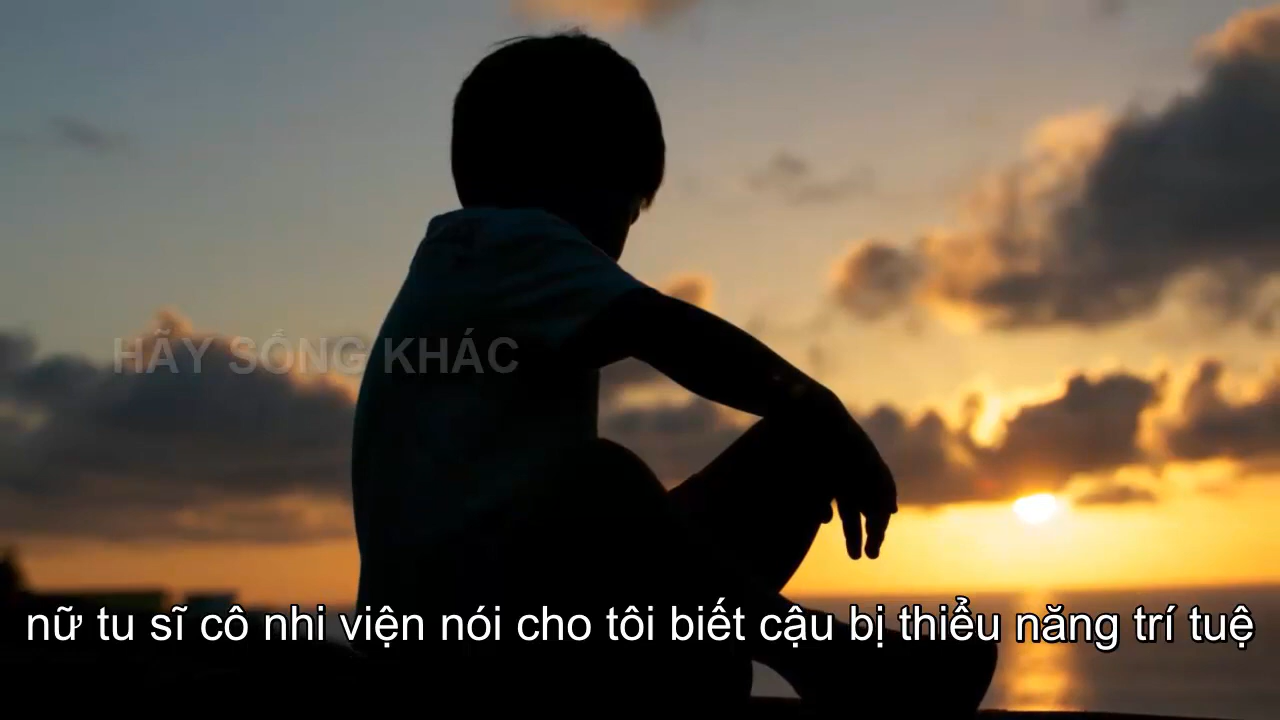 HÃY SỐNG KHÁC
nữ tu sĩ cô nhi viện nói cho tôi biết cậu bị thiểu năng trí tuệ